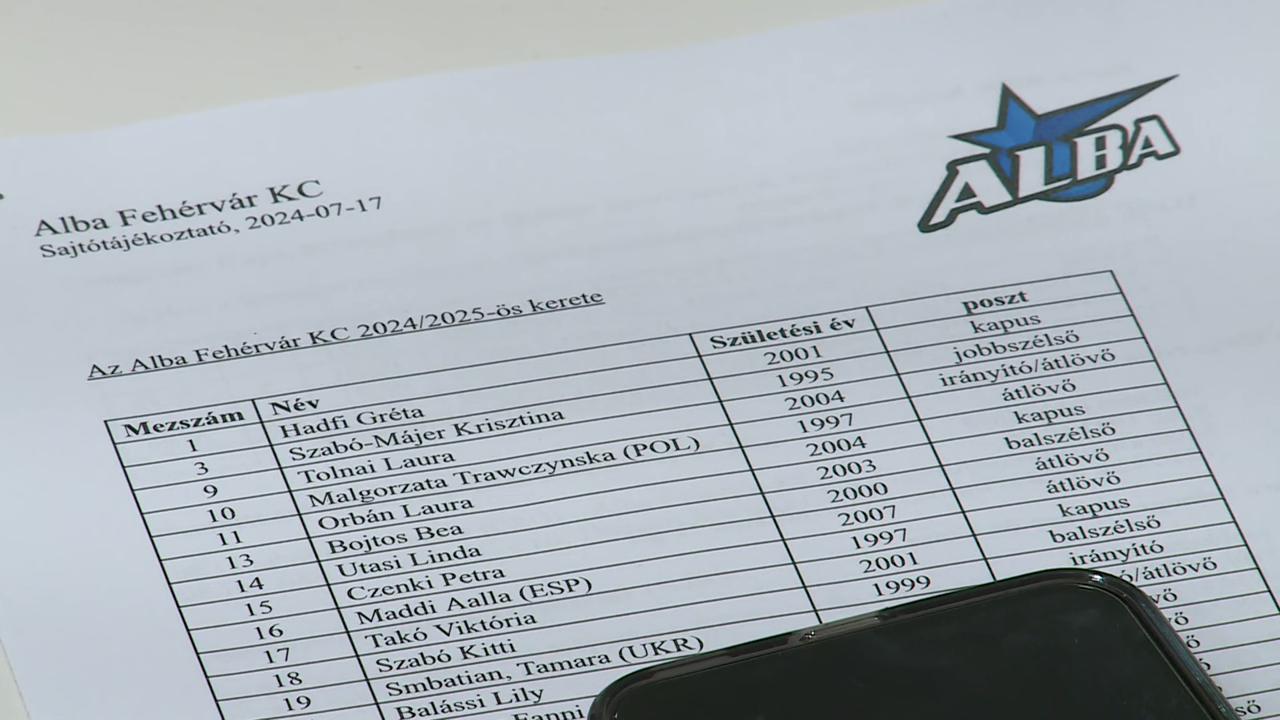 ALBA
Alba Fehérvár KC
Sajtótájékoztató, 2024-07-17
Az Alba Fehérvár KC 2024/2025-ös kerete
Mezszám Név Születési év poszt
1 Hadfi Gréta 2001 kapus
3 Szabó-Májer Krisztina 1995 jobbszélső
9 Tolnai Laura 2004 irányító/átlövő
10 Malgorzata Trawczynska (POL) 1997 átlövő
11 Orbán Laura 2004 kapus
13 Bojtos Bea 2003 balszélső
14 Utasi Linda 2000 átlövő
15 Czenki Petra 2007 átlövő
16 Maddi Aalla (ESP) 1997 kapus
17 Takó Viktória 2001 balszélső
18 Szabó Kitti 1999 irányító
19 Smbatian, Tamara (UKR) /átlövő
Balássi Lily
Fanni